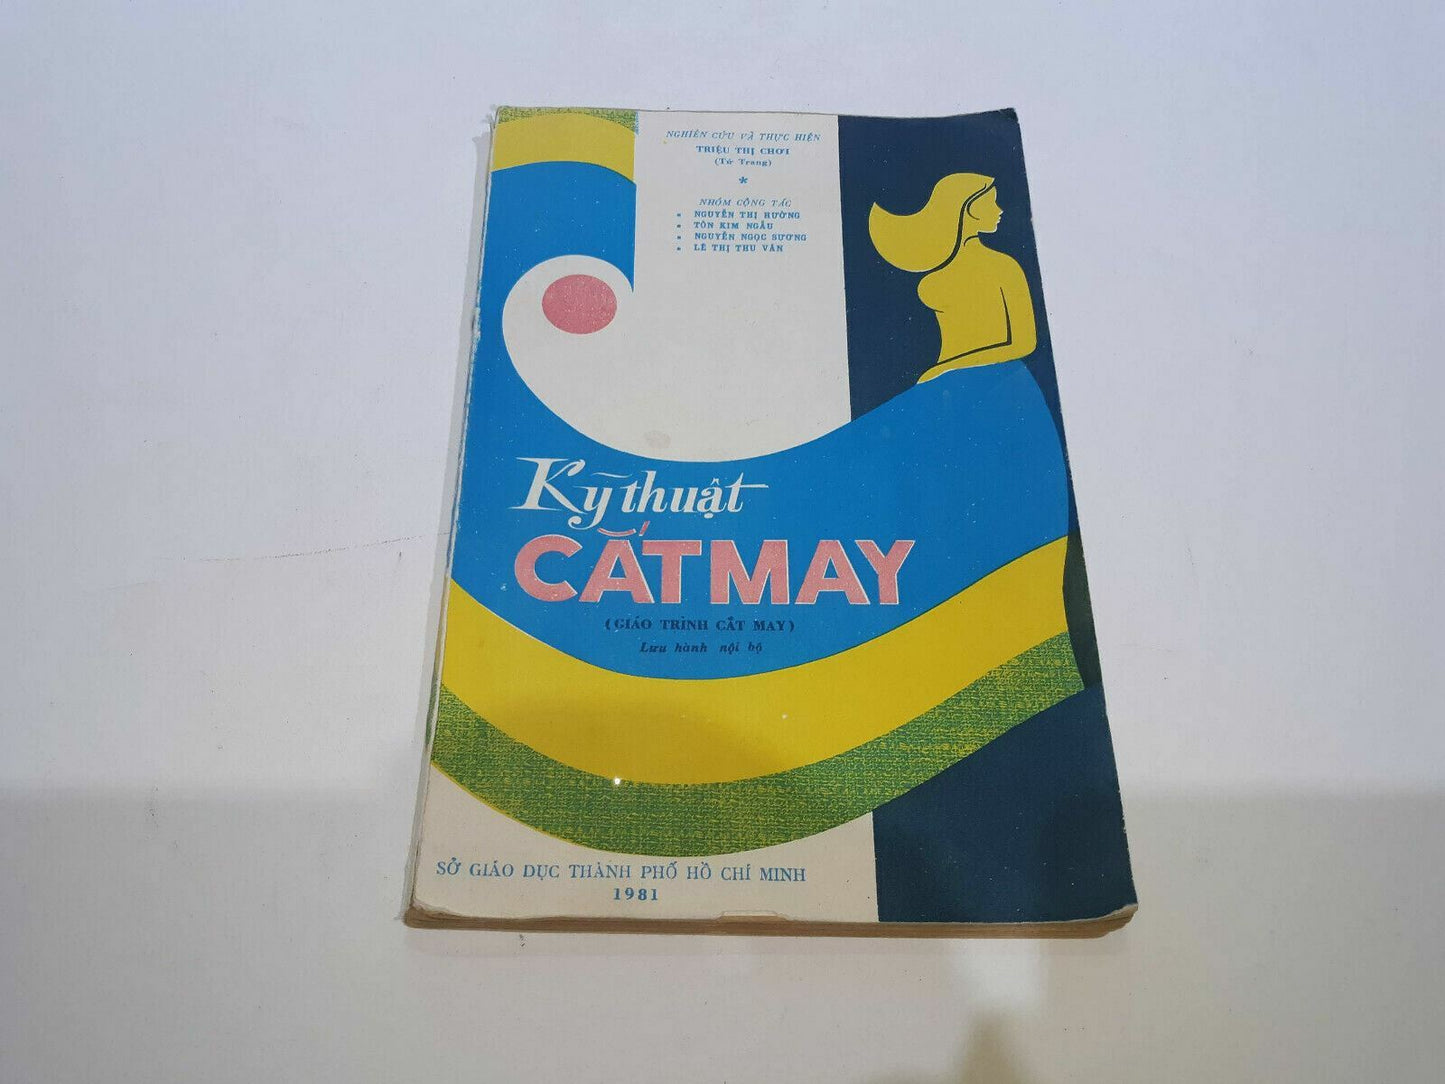 NGHIÊN CỨU VÀ THỰC HIỆN
TRIỆU THỊ CHƠI
(Từ Trang)
*
NHÓM CỘNG TÁC
• NGUYỄN THỊ HƯỜNG
• TÔN KIM NGẪU
• NGUYỄN NGỌC SƯƠNG
• LÊ THỊ THU VÂN
Kỹ thuật
CẮT MAY
(GIÁO TRÌNH CẮT MAY)
Lưu hành nội bộ
SỞ GIÁO DỤC THÀNH PHỐ HỒ CHÍ MINH
1981